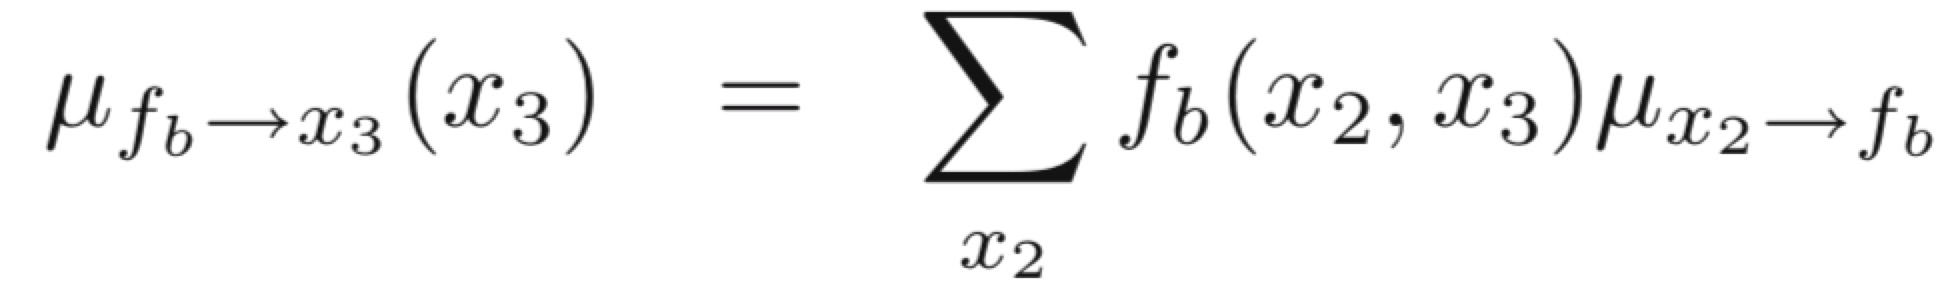 μ_{f_b→x_3}(x_3) = ∑_{x_2} f_b(x_2, x_3)μ_{x_2→f_b}